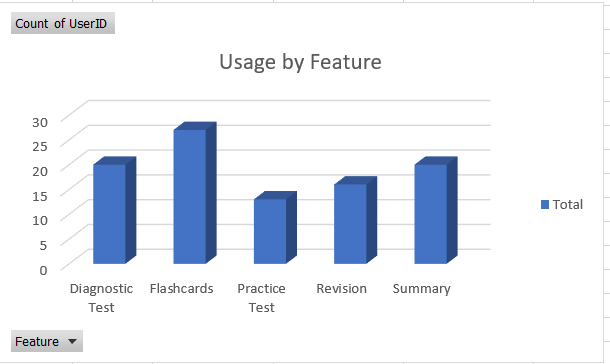 Count of UserID
Usage by Feature
30
25
20
15
10
5
0
Diagnostic Test
Flashcards
Practice Test
Revision
Summary
Total
Feature